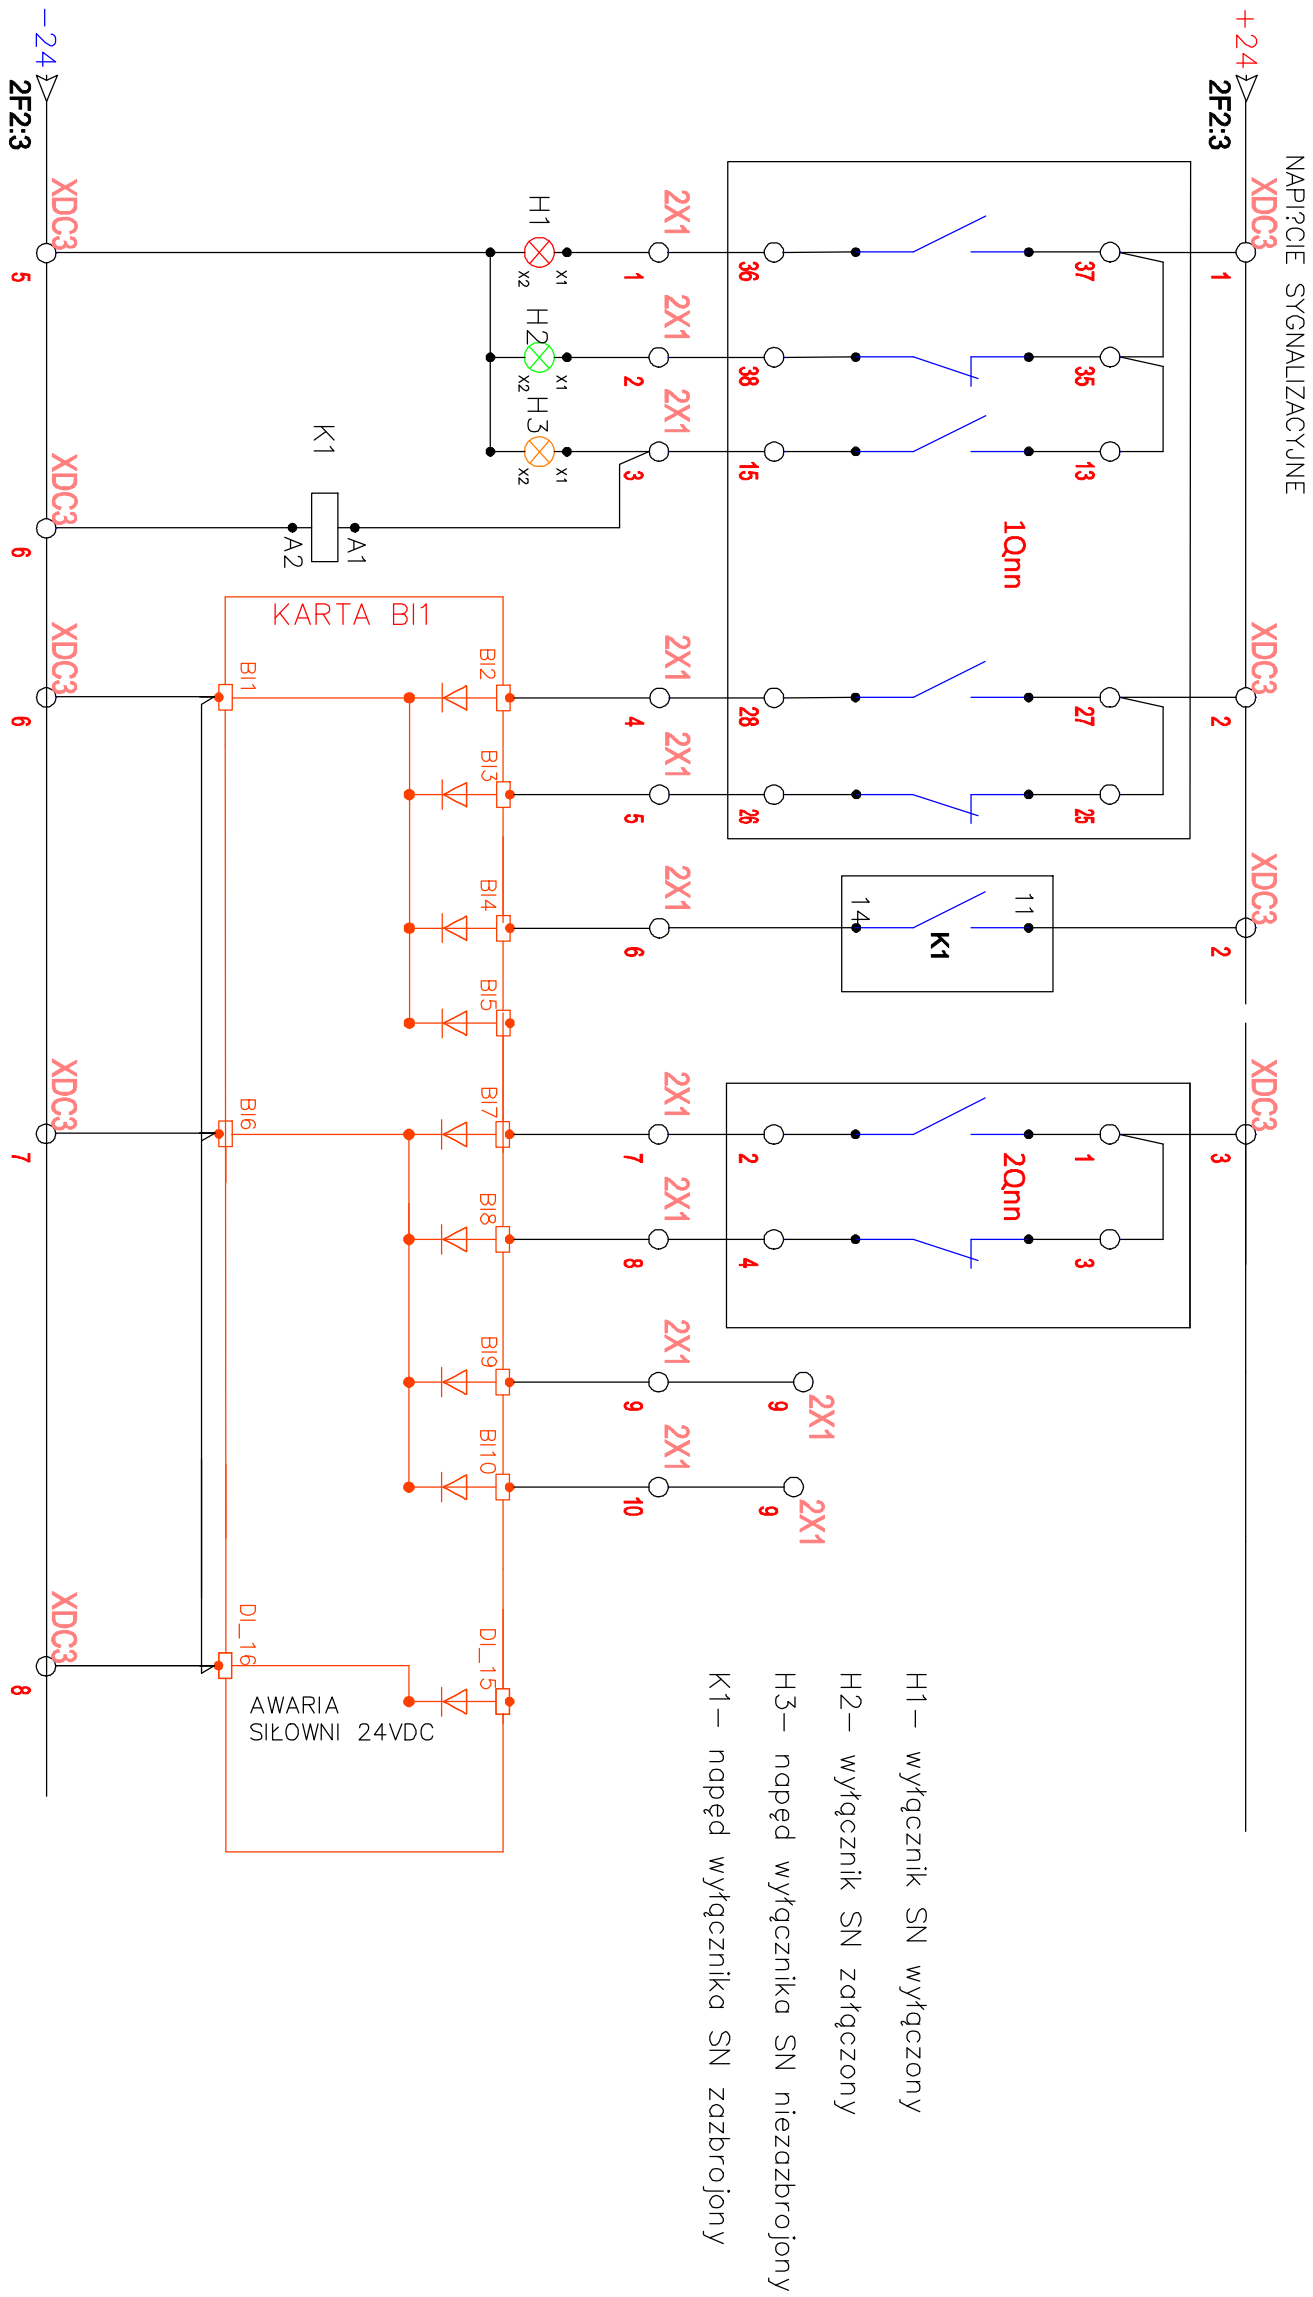 NAPI?CIE SYGNALIZACYJNE
+24
2F2:3
XDC3
1
XDC3
2
XDC3
2
XDC3
3
37
35
13
1Qnn
27
25
11
K1
14
1
2Qnn
3
36
38
15
28
26
2
4
2X1
1
2X1
2
2X1
3
2X1
4
2X1
5
2X1
6
2X1
7
2X1
8
2X1
9
2X1
9
2X1
10
2X1
9
H1
X1
X2
H2
X1
X2
H3
X1
X2
K1
A1
A2
KARTA BI1
BI2
BI3
BI4
BI5
BI7
BI8
BI9
BI10
DI_15
BI1
BI6
DI_16
AWARIA
SIŁOWNI 24VDC
-24
2F2:3
XDC3
5
XDC3
6
XDC3
6
XDC3
7
XDC3
8
H1- wyłącznik SN wyłączony
H2- wyłącznik SN załączony
H3- napęd wyłącznika SN niezazbrojony
K1- napęd wyłącznika SN zazbrojony